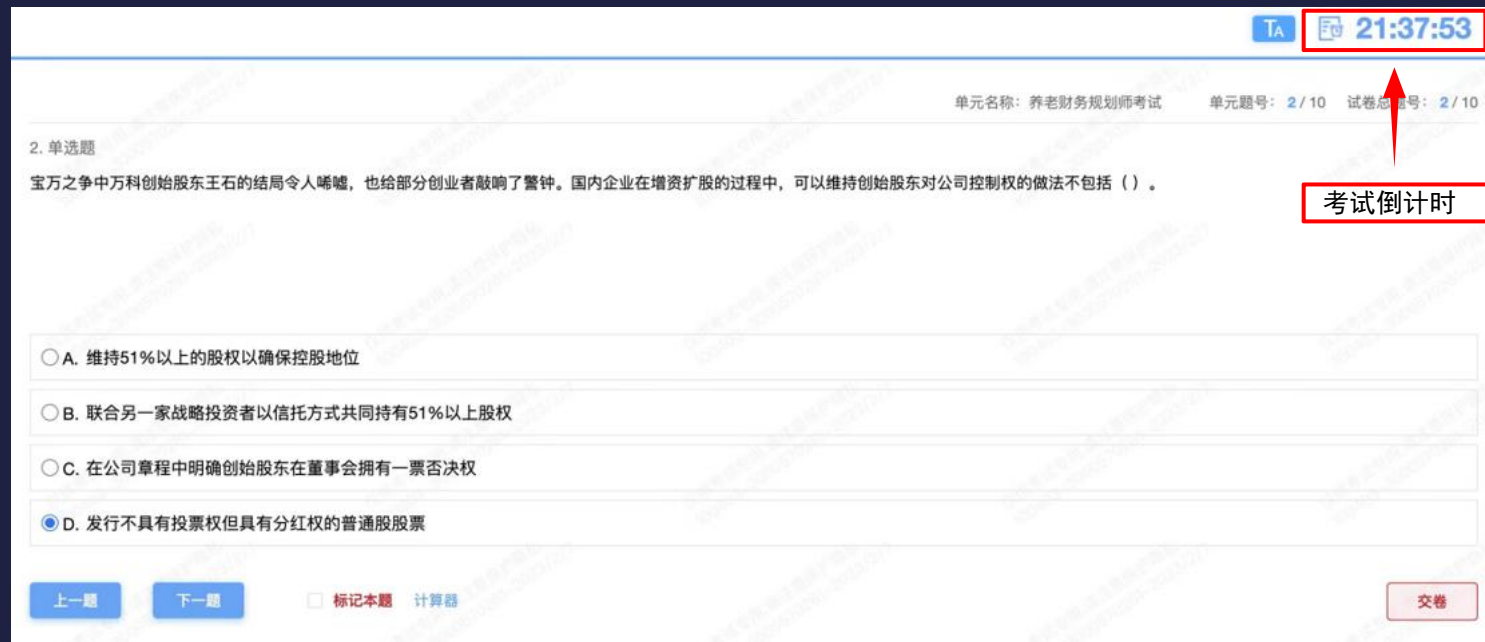 TA 21:37:53
单元名称：养老财务规划师考试 单元题号：2 / 10 试卷总题号：2 / 10
2. 单选题
宝万之争中万科创始股东王石的结局令人唏嘘，也给部分创业者敲响了警钟。国内企业在增资扩股的过程中，可以维持创始股东对公司控制权的做法不包括（）。
考试倒计时
A. 维持51%以上的股权以确保控股地位
B. 联合另一家战略投资者以信托方式共同持有51%以上股权
C. 在公司章程中明确创始股东在董事会拥有一票否决权
D. 发行不具有投票权但具有分红权的普通股股票
上一题 下一题 标记本题 计算器 交卷